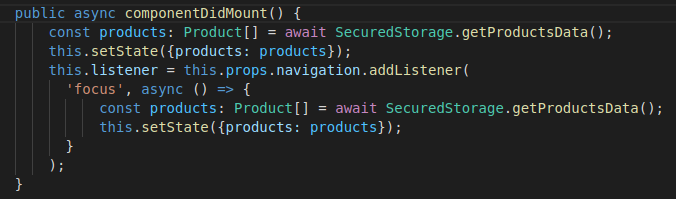 public async componentDidMount() {
    const products: Product[] = await SecuredStorage.getProductsData();
    this.setState({products: products});
    this.listener = this.props.navigation.addListener(
      'focus', async () => {
          const products: Product[] = await SecuredStorage.getProductsData();
          this.setState({products: products});
      }
    );
}